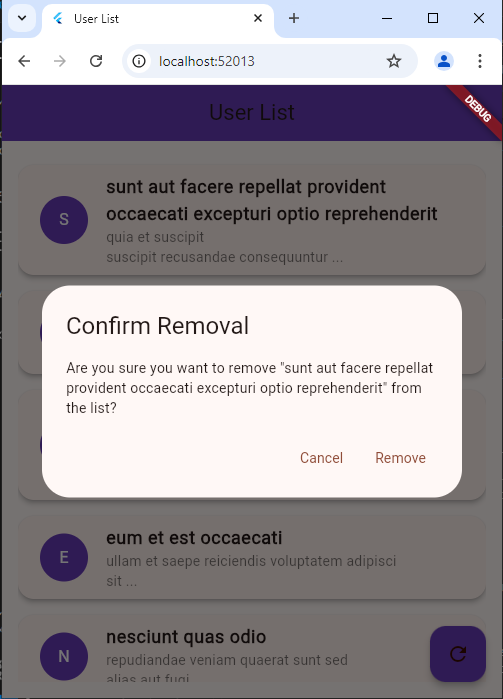 User List
localhost:52013
User List
DEBUG
S
sunt aut facere repellat provident
occaecati excepturi optio reprehenderit
quia et suscipit
suscipit recusandae consequuntur ...
Confirm Removal
Are you sure you want to remove "sunt aut facere repellat
provident occaecati excepturi optio reprehenderit" from
the list?
Cancel
Remove
E
eum et est occaecati
ullam et saepe reiciendis voluptatem adipisci
sit ...
N
nesciunt quas odio
repudiandae veniam quaerat sunt sed
alias aut fugi